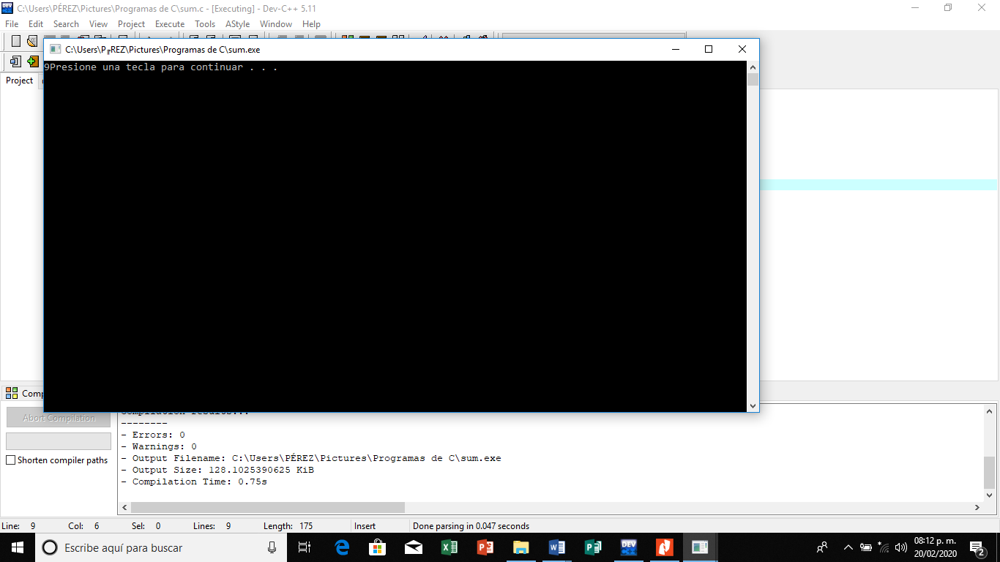 C:\Users\PÉREZ\Pictures\Programas de C\sum.c - [Executing] - Dev-C++ 5.11
File Edit Search View Project Execute Tools AStyle Window Help
C:\Users\P┌REZ\Pictures\Programas de C\sum.exe
9Presione una tecla para continuar . . .
Project
Comp
Abort Compilation
Shorten compiler paths
Compilation results...
--------
- Errors: 0
- Warnings: 0
- Output Filename: C:\Users\PÉREZ\Pictures\Programas de C\sum.exe
- Output Size: 128.1025390625 KiB
- Compilation Time: 0.75s
Line: 9 Col: 6 Sel: 0 Lines: 9 Length: 175 Insert Done parsing in 0.047 seconds
Escribe aquí para buscar
DEV
08:12 p. m.
20/02/2020
2